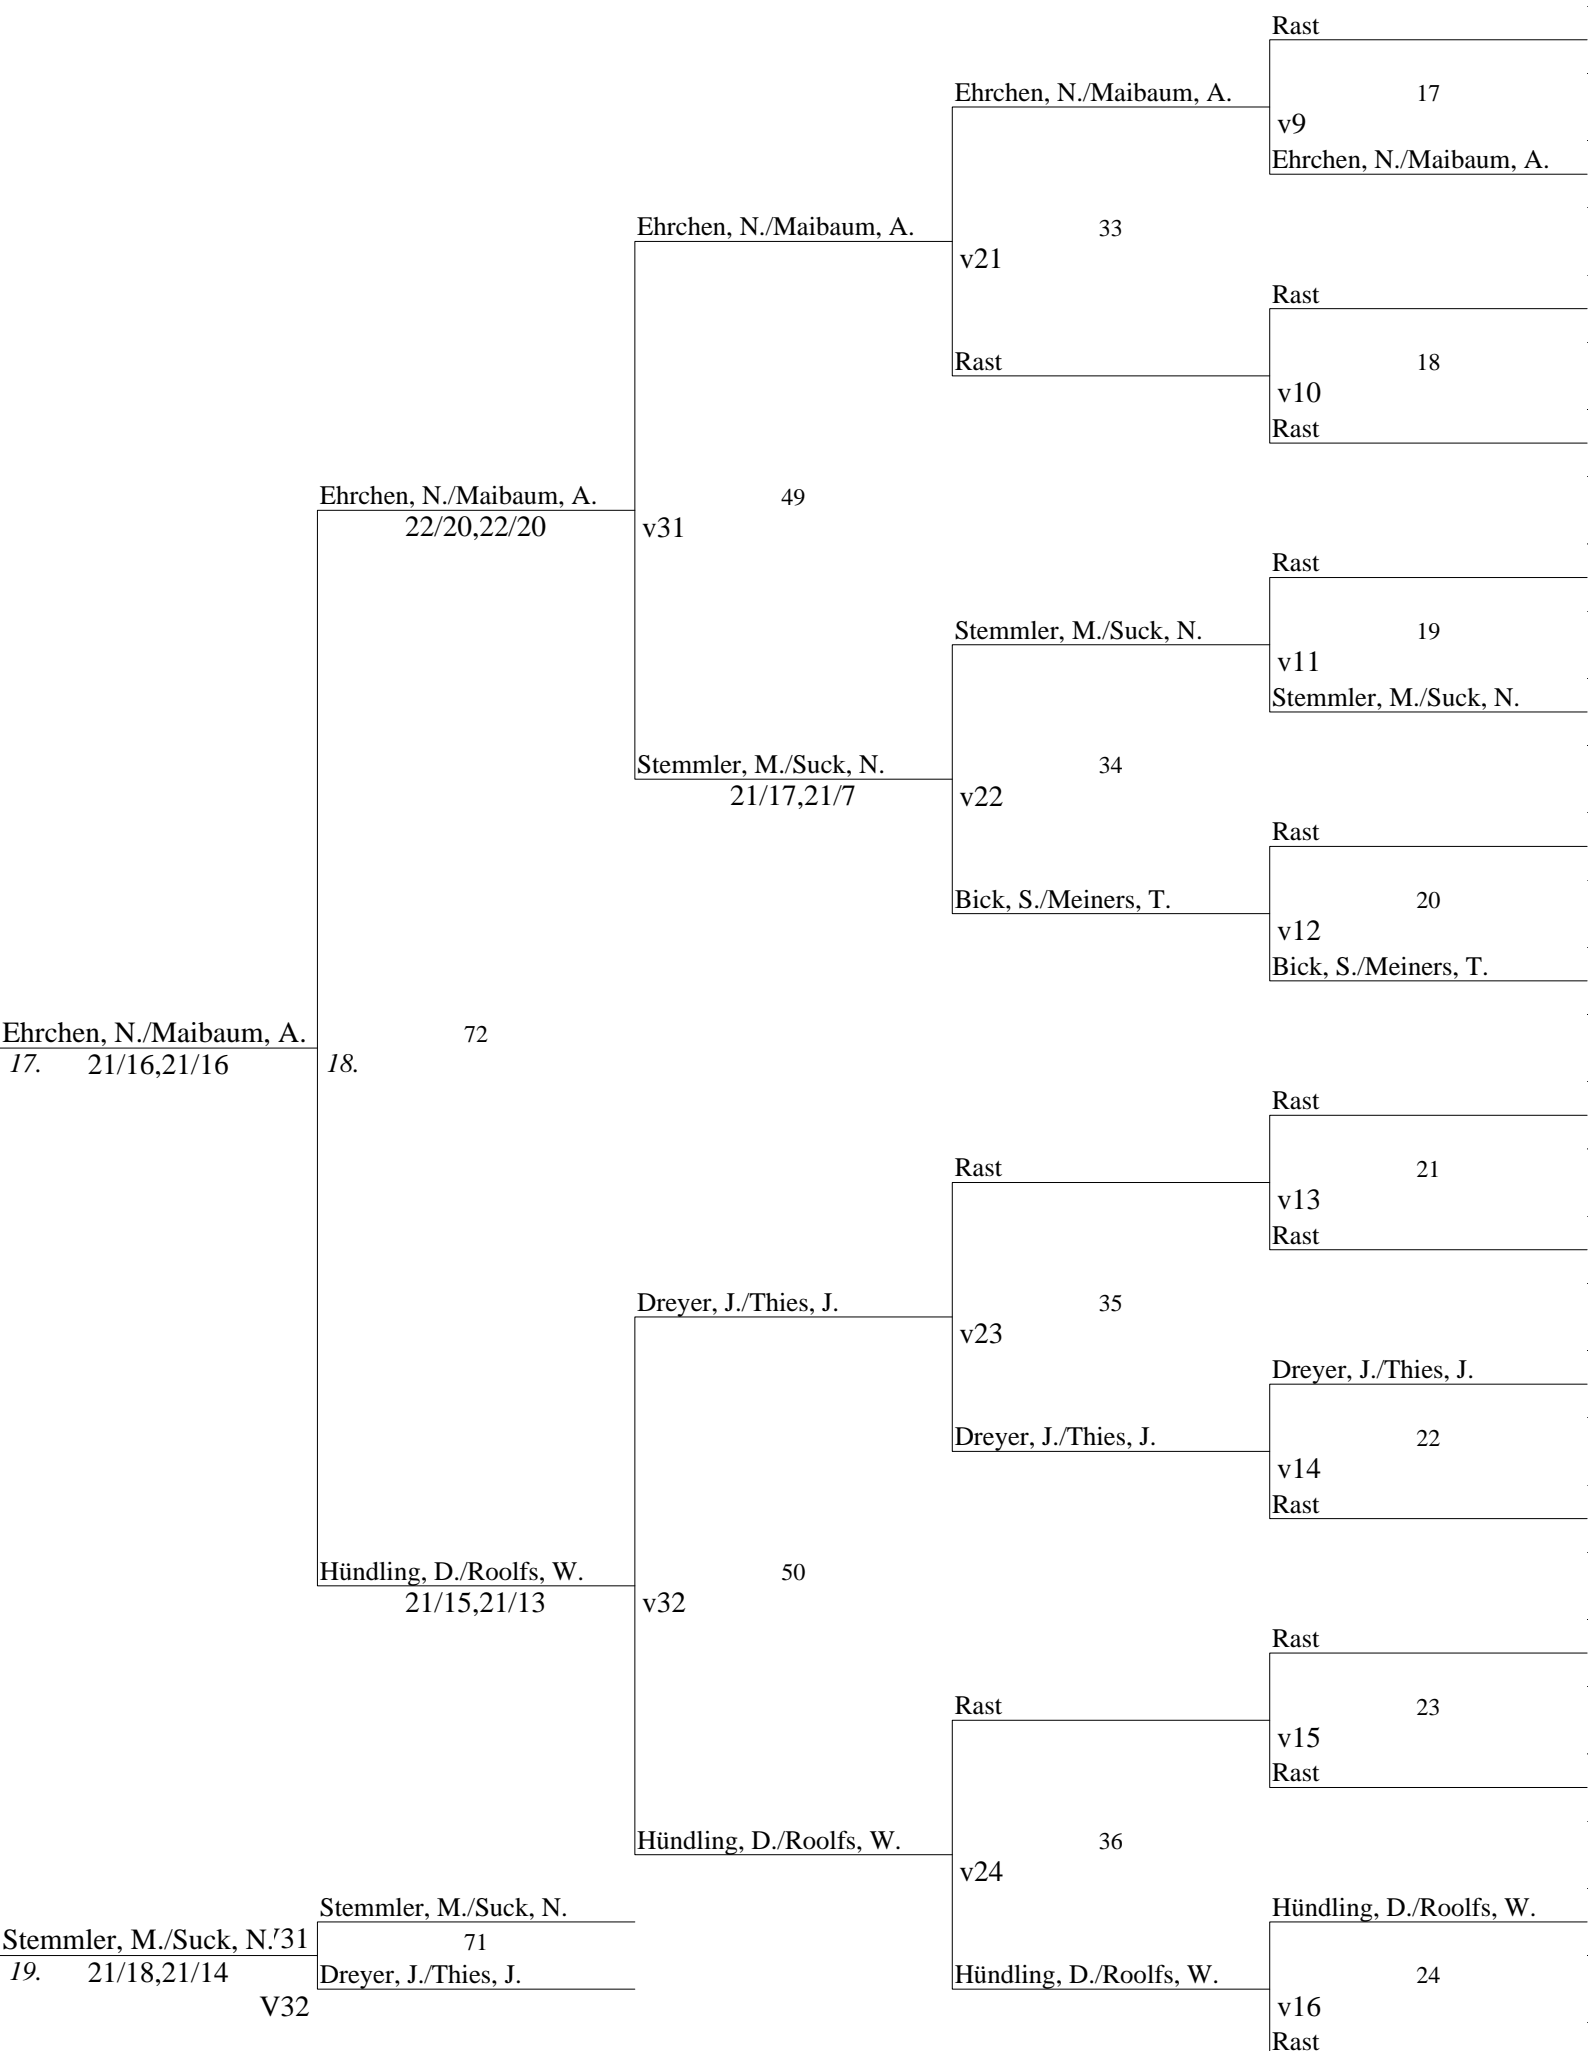 Rast
Ehrchen, N./Maibaum, A.
17
v9
Ehrchen, N./Maibaum, A.
Ehrchen, N./Maibaum, A.
33
v21
Rast
Rast
18
v10
Rast
Ehrchen, N./Maibaum, A.
49
22/20,22/20
v31
Rast
Stemmler, M./Suck, N.
19
v11
Stemmler, M./Suck, N.
Stemmler, M./Suck, N.
34
21/17,21/7
v22
Rast
Bick, S./Meiners, T.
20
v12
Bick, S./Meiners, T.
Ehrchen, N./Maibaum, A.
72
17. 21/16,21/16
18.
Rast
Rast
21
v13
Rast
Dreyer, J./Thies, J.
35
v23
Dreyer, J./Thies, J.
Dreyer, J./Thies, J.
22
v14
Rast
Hündling, D./Roolfs, W.
50
21/15,21/13
v32
Rast
Rast
23
v15
Rast
Hündling, D./Roolfs, W.
36
v24
Stemmler, M./Suck, N.
Hündling, D./Roolfs, W.
Stemmler, M./Suck, N.
31
71
19. 21/18,21/14
Dreyer, J./Thies, J.
Hündling, D./Roolfs, W.
24
V32
v16
Rast